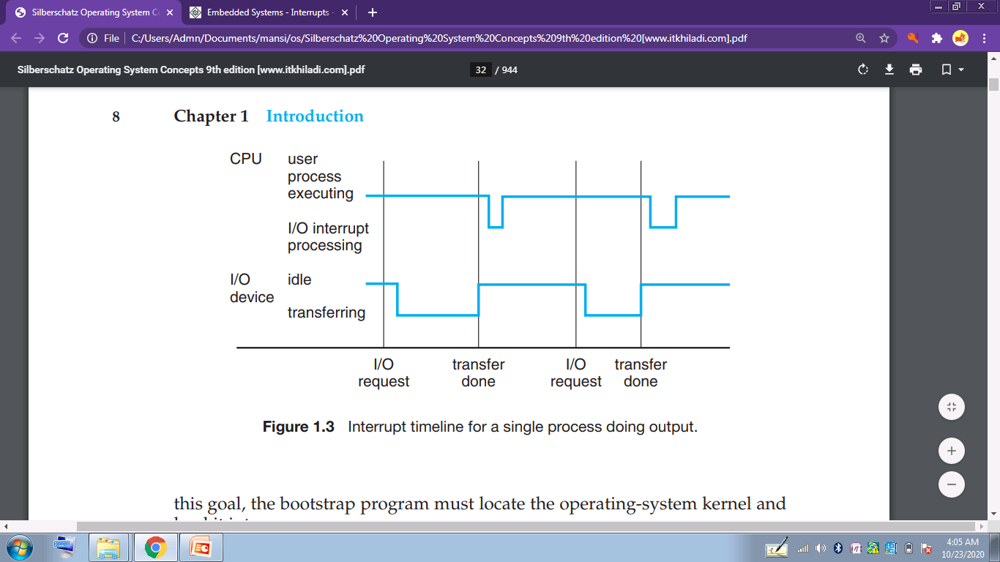 Silberschatz Operating System C
Embedded Systems - Interrupts -
File
C:/Users/Admn/Documents/mansi/os/Silberschatz%20Operating%20System%20Concepts%209th%20edition%20[www.itkhiladi.com].pdf
Silberschatz Operating System Concepts 9th edition [www.itkhiladi.com].pdf
32 / 944
8 Chapter 1 Introduction
CPU user
process
executing
I/O interrupt
processing
I/O idle
device
transferring
I/O transfer I/O transfer
request done request done
Figure 1.3 Interrupt timeline for a single process doing output.
this goal, the bootstrap program must locate the operating-system kernel and
4:05 AM
10/23/2020